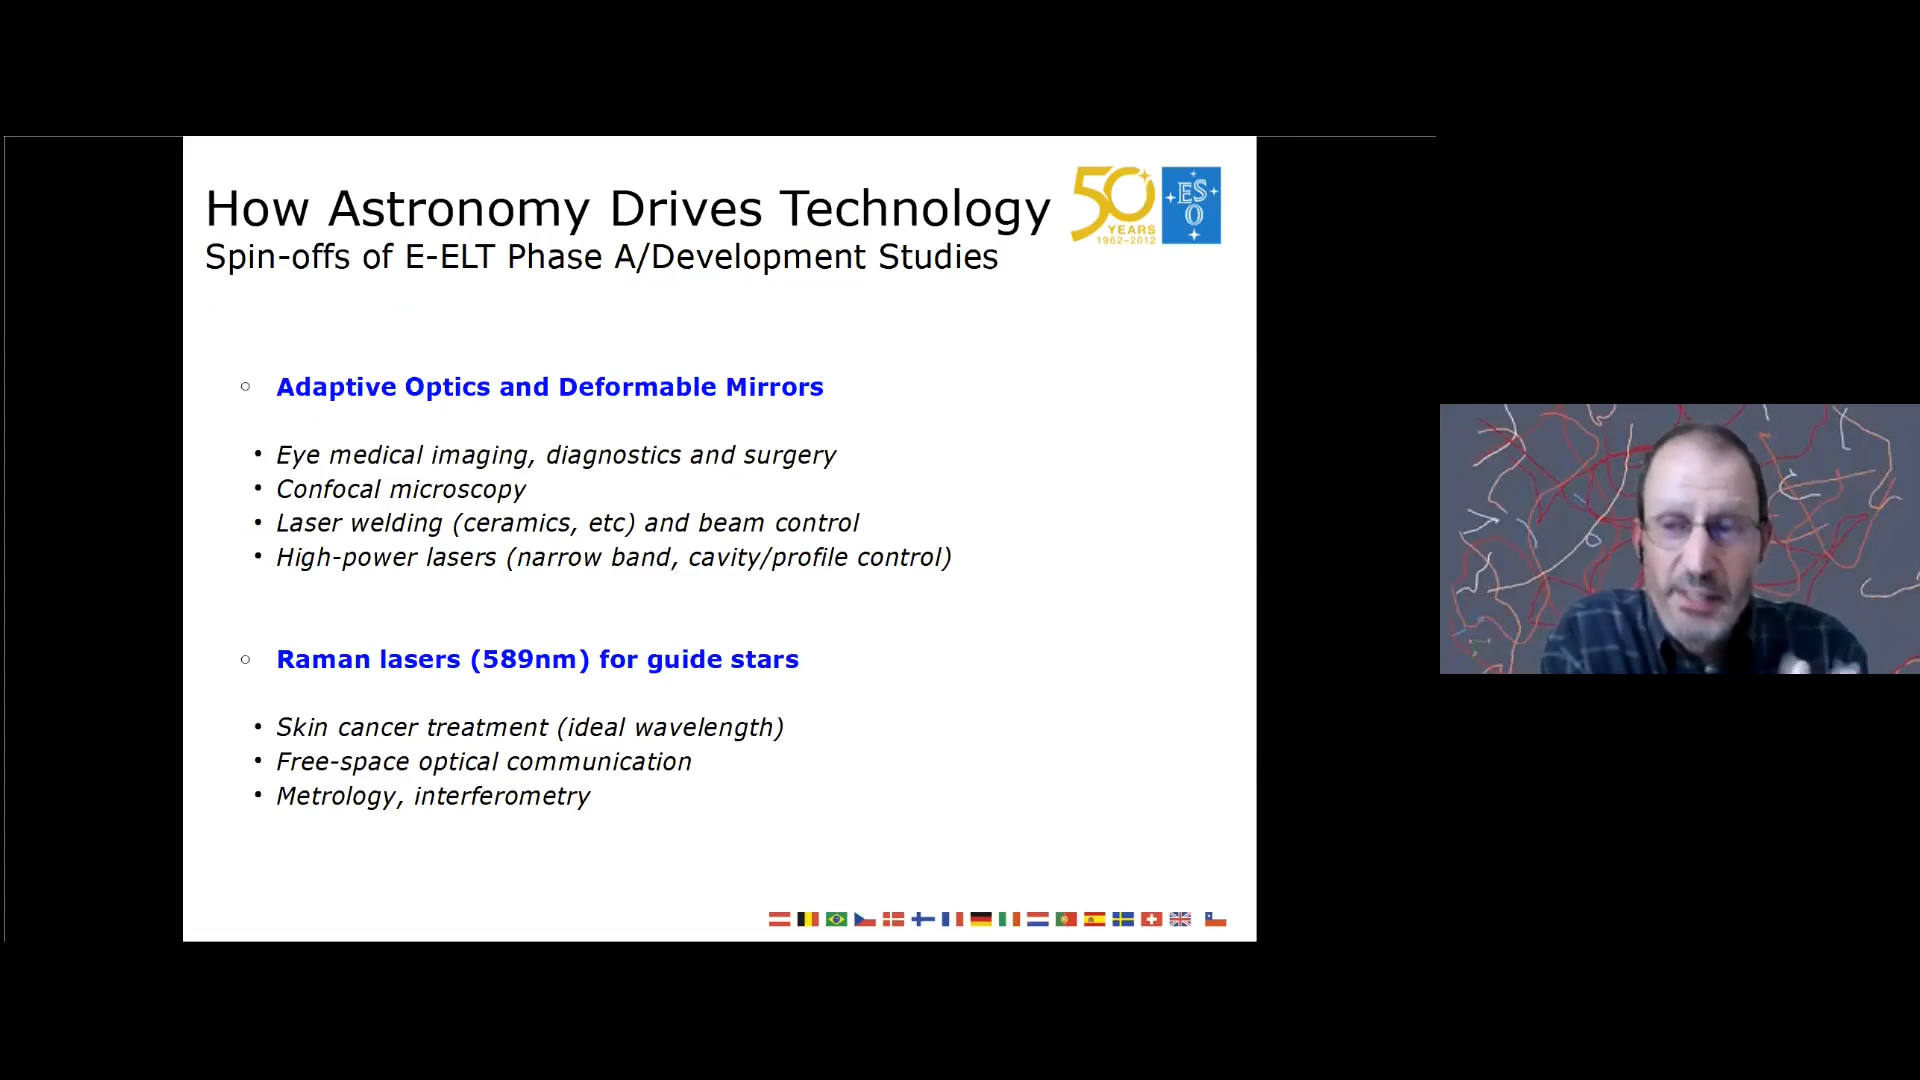 How Astronomy Drives Technology
Spin-offs of E-ELT Phase A/Development Studies
50
YEARS
1962-2012
ES
O
Adaptive Optics and Deformable Mirrors
Eye medical imaging, diagnostics and surgery
Confocal microscopy
Laser welding (ceramics, etc) and beam control
High-power lasers (narrow band, cavity/profile control)
Raman lasers (589nm) for guide stars
Skin cancer treatment (ideal wavelength)
Free-space optical communication
Metrology, interferometry